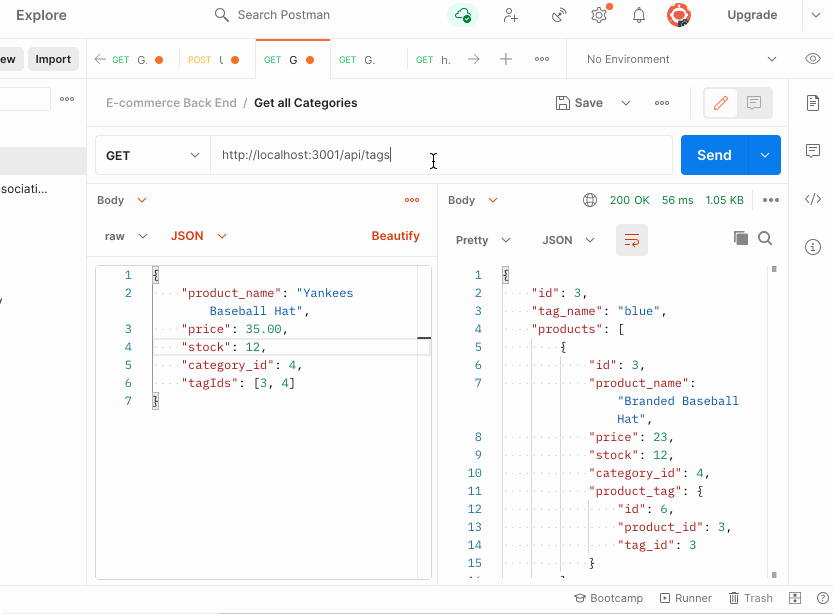 Explore
Search Postman
Upgrade
ew
Import
GET G.
POST
GET G
GET G.
GET h.
No Environment
E-commerce Back End / Get all Categories
Save
GET
http://localhost:3001/api/tags
Send
sociati...
Body
raw
JSON
Beautify
1 {
2 "product_name": "Yankees
Baseball Hat",
3 "price": 35.00,
4 "stock": 12,
5 "category_id": 4,
6 "tagIds": [3, 4]
7 }
Body
200 OK 56 ms 1.05 KB
Pretty
JSON
1 {
2 "id": 3,
3 "tag_name": "blue",
4 "products": [
5 {
6 "id": 3,
7 "product_name":
"Branded Baseball
Hat",
8 "price": 23,
9 "stock": 12,
10 "category_id": 4,
11 "product_tag": {
12 "id": 6,
13 "product_id": 3,
14 "tag_id": 3
15 }
Bootcamp
Runner
Trash